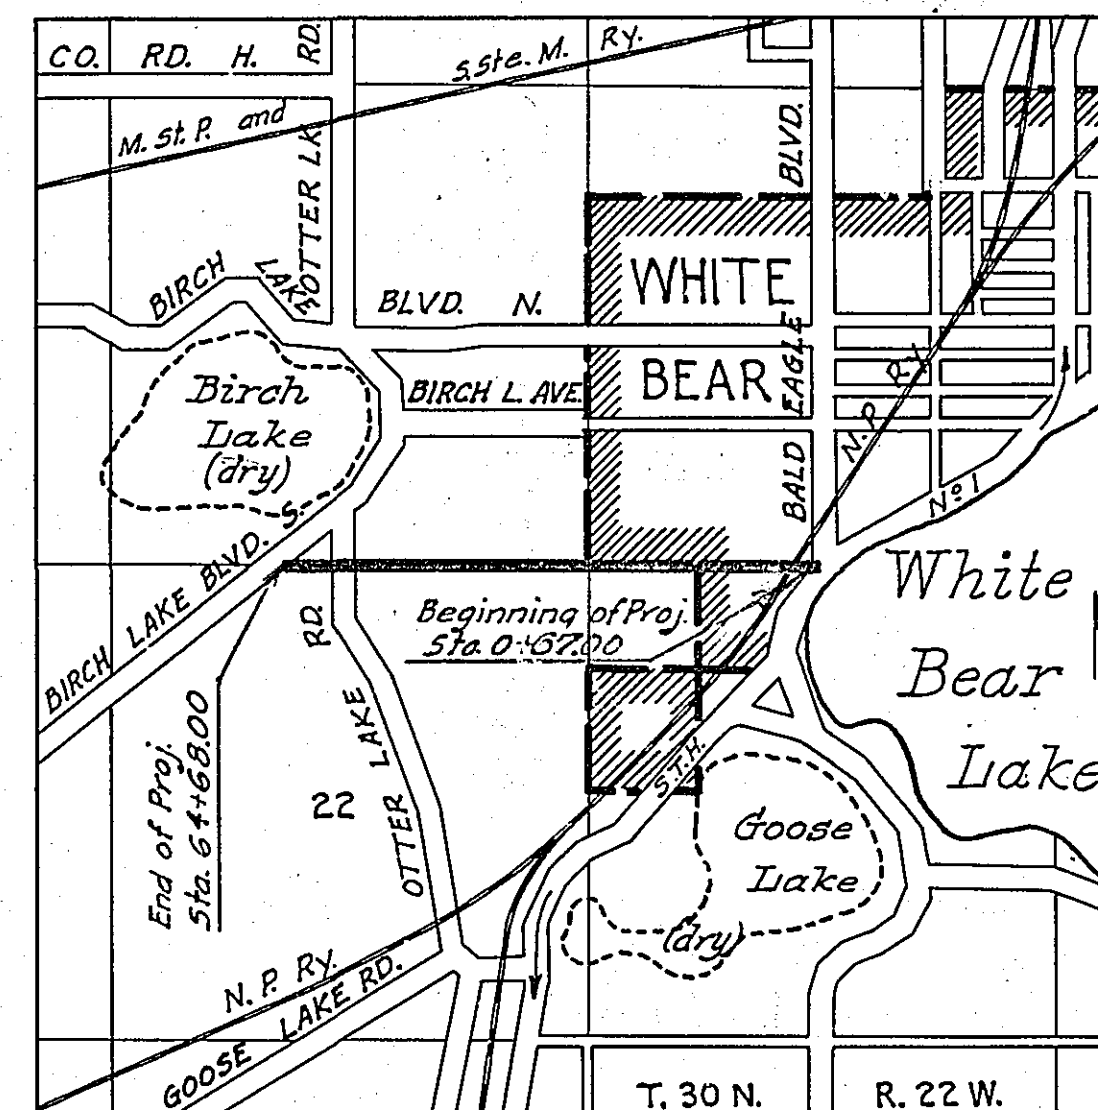 CO. RD. H.
RD.
OTTER LK.
M. St. P. and S. Ste. M. Ry.
BLVD.
BIRCH LAKE
BLVD. N.
WHITE
BEAR
BALD EAGLE
BIRCH L. AVE.
N. P. Ry.
Birch
Lake
(dry)
No 1
BIRCH LAKE BLVD. S.
White
Bear
Lake
Beginning of Proj.
Sta. 0+67.00
RD.
OTTER LAKE
End of Proj.
Sta. 64+68.00
22
S.T.H.
Goose
Lake
(dry)
N. P. Ry.
GOOSE LAKE RD.
T. 30 N. R. 22 W.